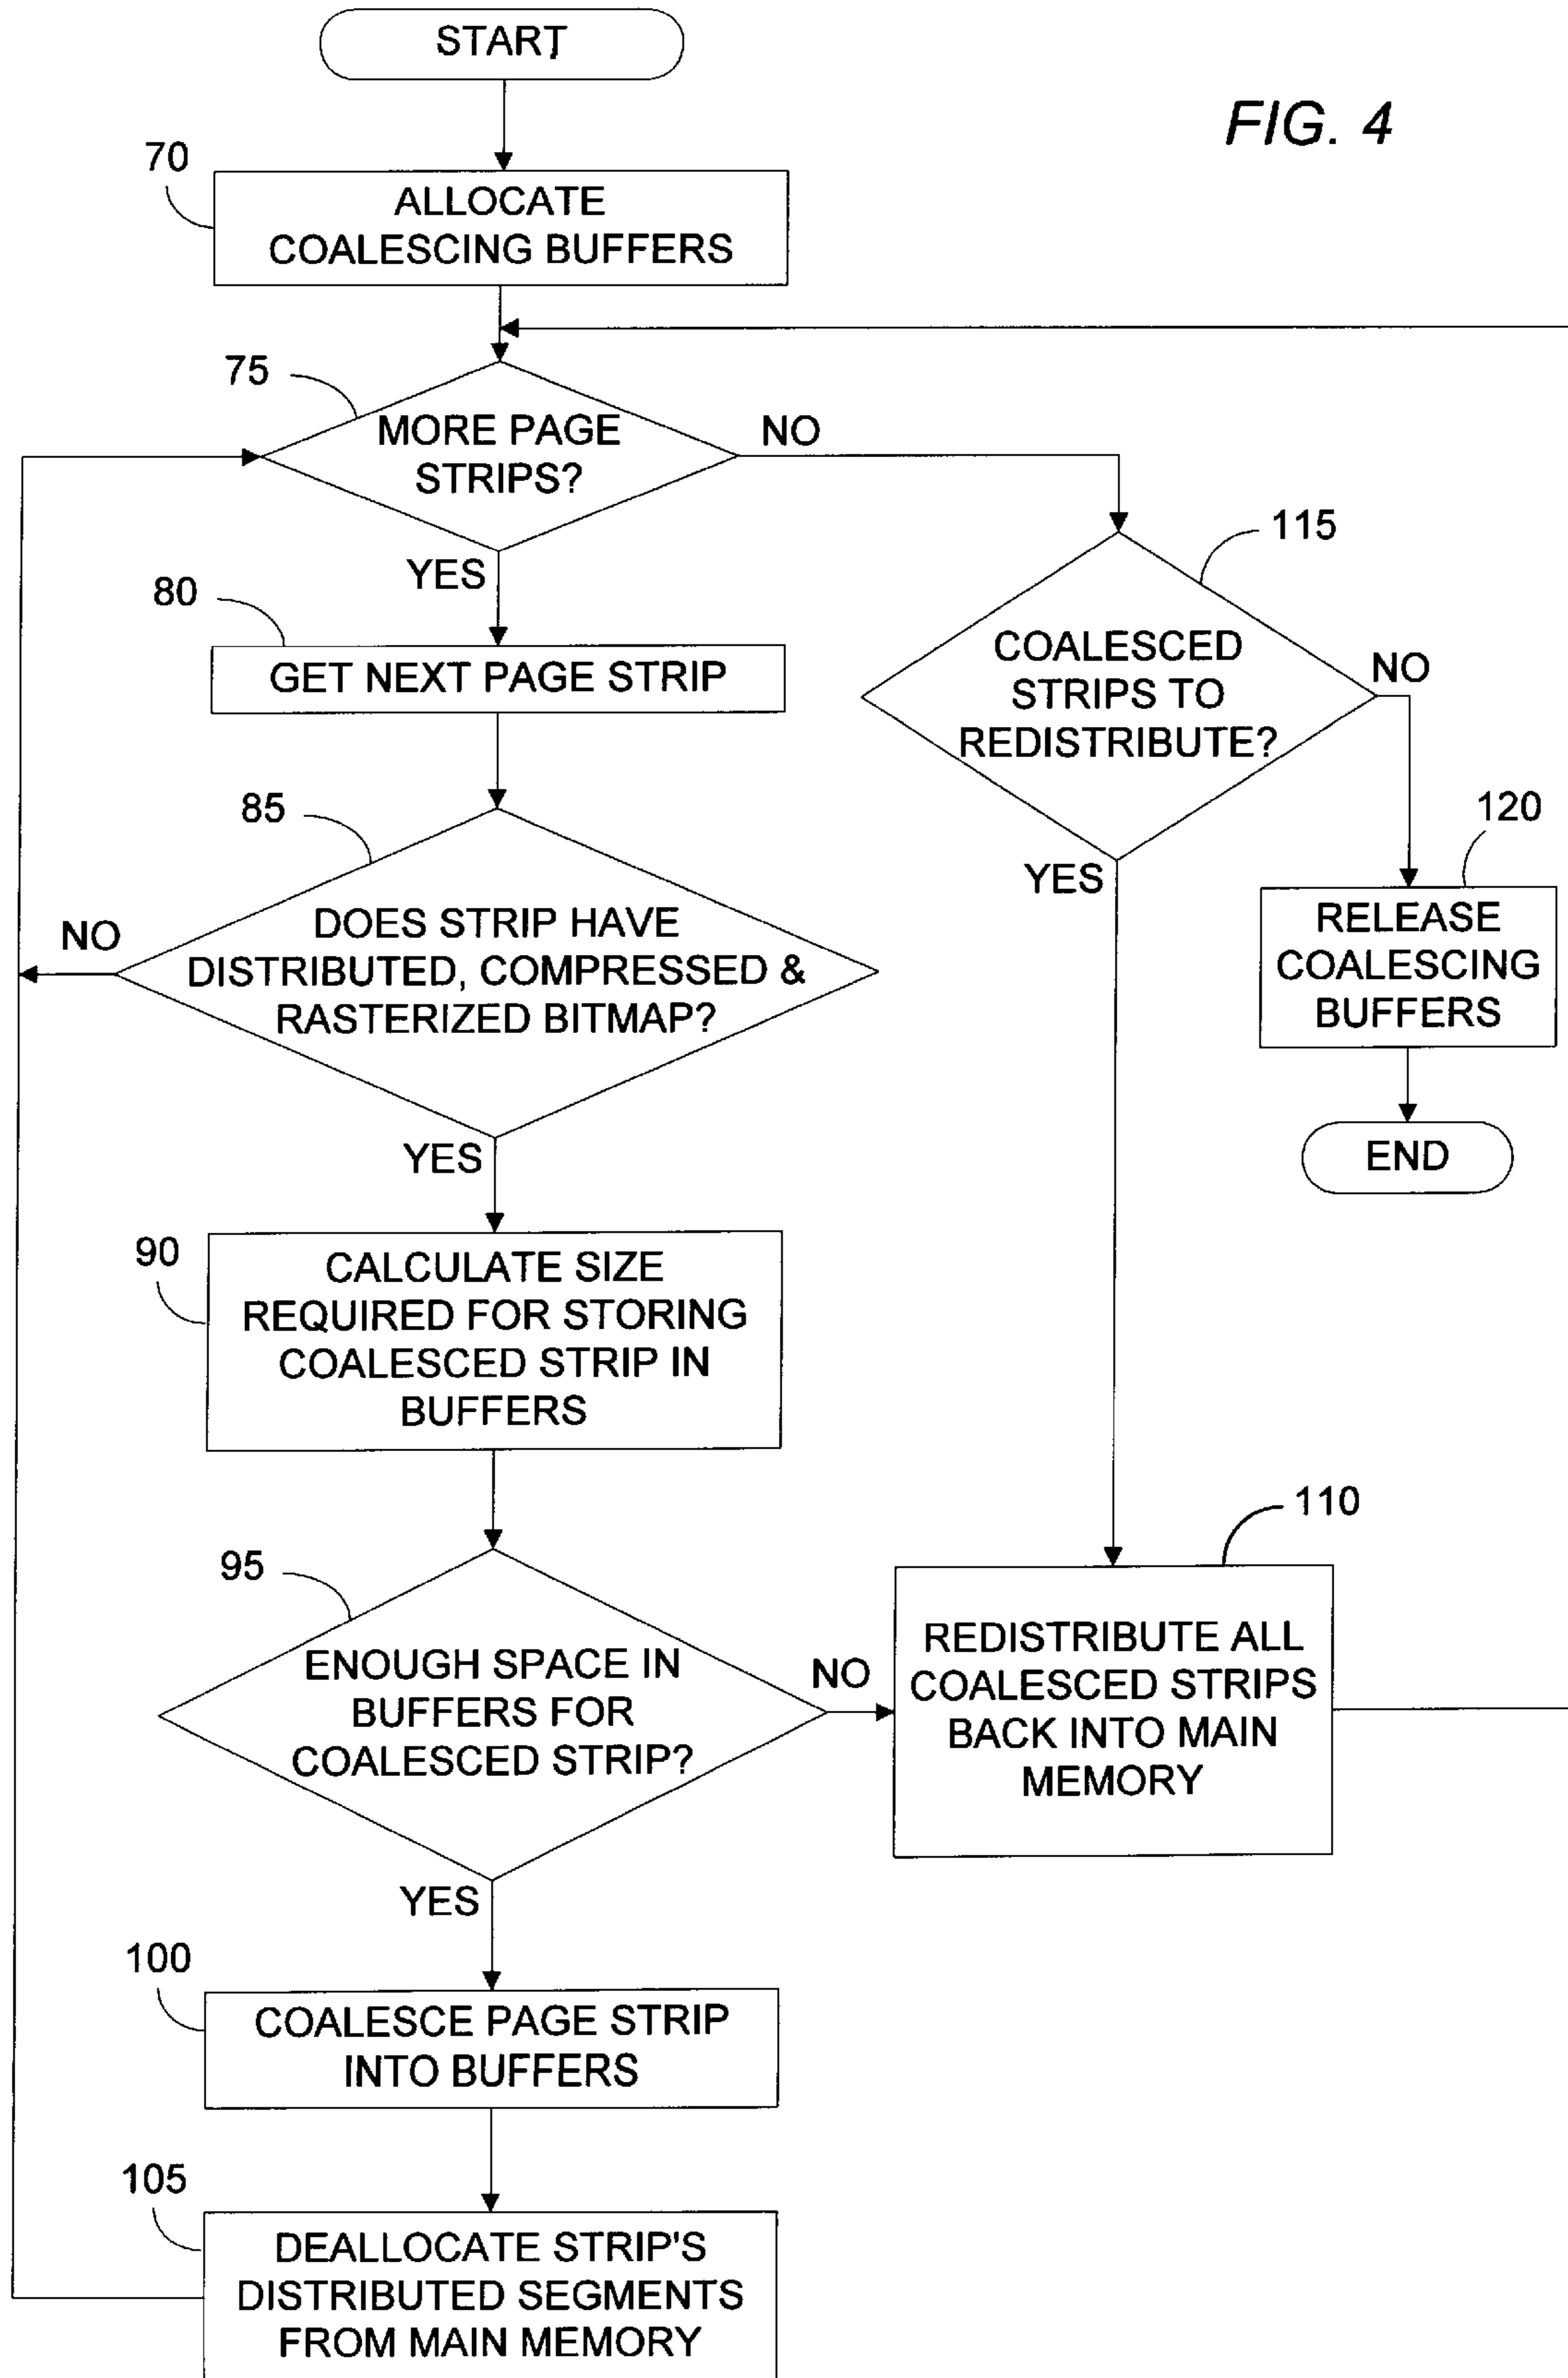 START
FIG. 4
70
ALLOCATE
COALESCING BUFFERS
75
MORE PAGE
STRIPS?
NO
YES
115
COALESCED
STRIPS TO
REDISTRIBUTE?
NO
YES
80
GET NEXT PAGE STRIP
85
DOES STRIP HAVE
DISTRIBUTED, COMPRESSED &
RASTERIZED BITMAP?
NO
YES
120
RELEASE
COALESCING
BUFFERS
END
90
CALCULATE SIZE
REQUIRED FOR STORING
COALESCED STRIP IN
BUFFERS
95
ENOUGH SPACE IN
BUFFERS FOR
COALESCED STRIP?
NO
YES
110
REDISTRIBUTE ALL
COALESCED STRIPS
BACK INTO MAIN
MEMORY
100
COALESCE PAGE STRIP
INTO BUFFERS
105
DEALLOCATE STRIP'S
DISTRIBUTED SEGMENTS
FROM MAIN MEMORY